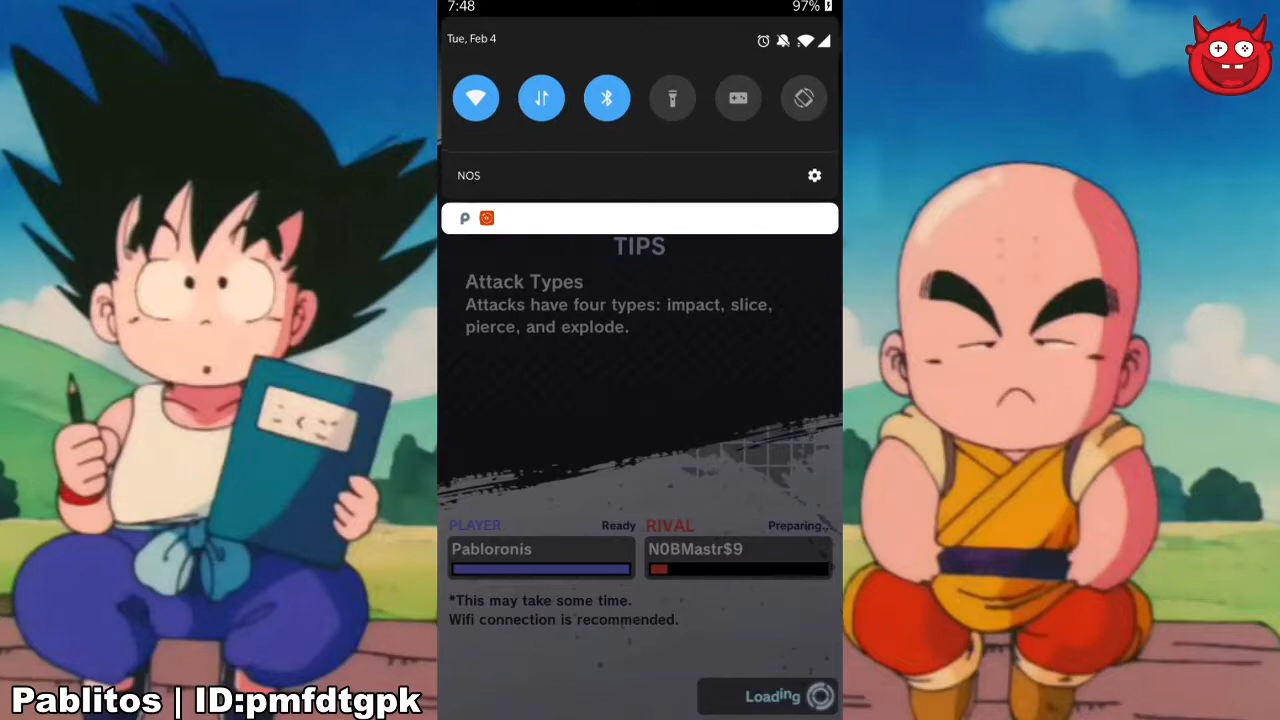 7:48
97%
Tue, Feb 4
NOS
TIPS
Attack Types
Attacks have four types: impact, slice,
pierce, and explode.
PLAYER Ready RIVAL Preparing...
Pabloronis N0BMastr$9
*This may take some time.
Wifi connection is recommended.
Loading
Pablitos | ID:pmfdtgpk